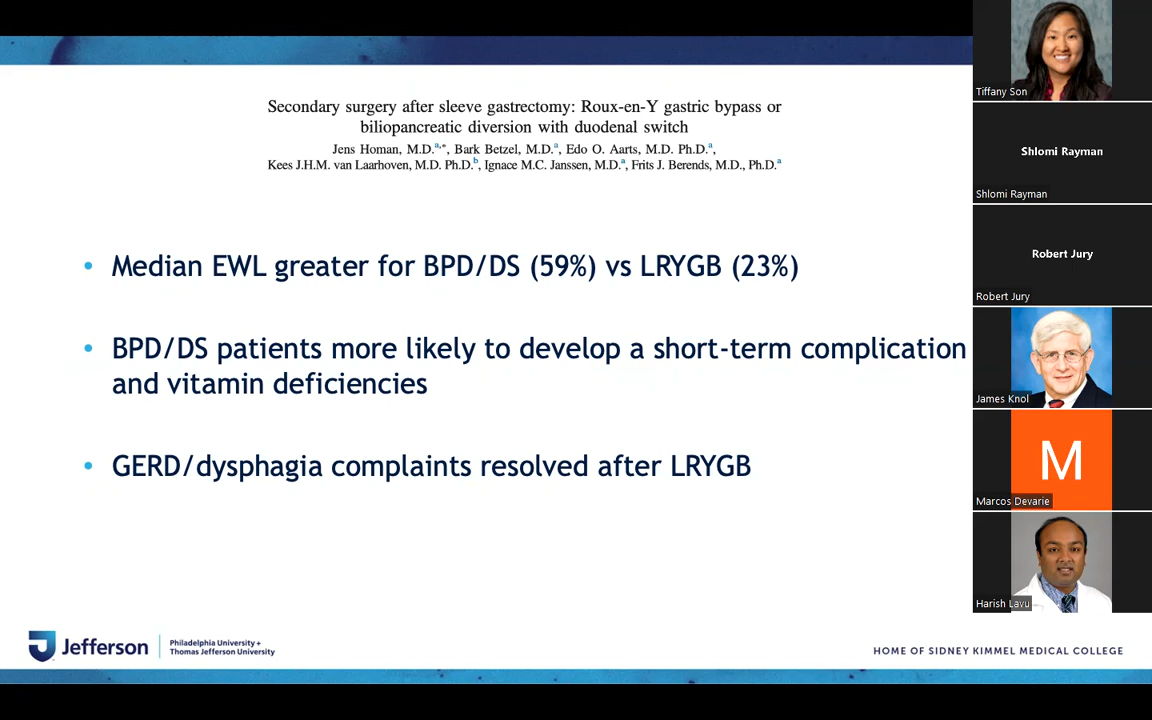 Secondary surgery after sleeve gastrectomy: Roux-en-Y gastric bypass or
biliopancreatic diversion with duodenal switch
Jens Homan, M.D.a,*, Bark Betzel, M.D.a, Edo O. Aarts, M.D. Ph.D.a,
Kees J.H.M. van Laarhoven, M.D. Ph.D.b, Ignace M.C. Janssen, M.D.a, Frits J. Berends, M.D., Ph.D.a
• Median EWL greater for BPD/DS (59%) vs LRYGB (23%)
• BPD/DS patients more likely to develop a short-term complication
and vitamin deficiencies
• GERD/dysphagia complaints resolved after LRYGB
Jefferson
Philadelphia University +
Thomas Jefferson University
HOME OF SIDNEY KIMMEL MEDICAL COLLEGE
Tiffany Son
Shlomi Rayman
Shlomi Rayman
Robert Jury
Robert Jury
James Knol
M
Marcos Devarie
Harish Lavu